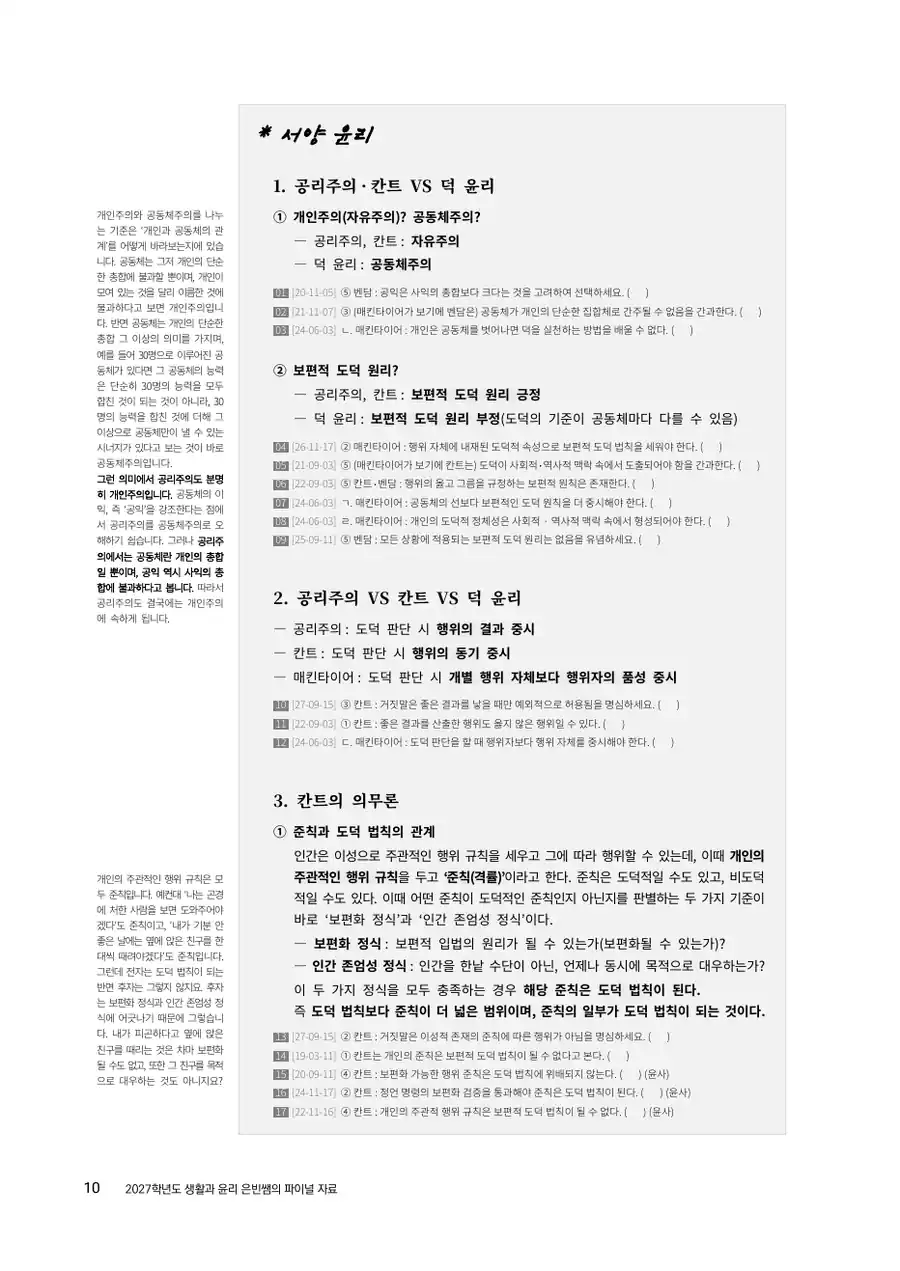 * 서양 윤리
1. 공리주의 · 칸트 VS 덕 윤리
① 개인주의(자유주의)? 공동체주의?
― 공리주의, 칸트 : 자유주의
― 덕 윤리 : 공동체주의
01 [20-11-05] ⑤ 벤담 : 공익은 사익의 총합보다 크다는 것을 고려하여 선택하세요. ( )
02 [21-11-07] ③ (매킨타이어가 보기에 벤담은) 공동체가 개인의 단순한 집합체로 간주될 수 없음을 간과한다. ( )
03 [24-06-03] ㄴ. 매킨타이어 : 개인은 공동체를 벗어나면 덕을 실천하는 방법을 배울 수 없다. ( )
② 보편적 도덕 원리?
― 공리주의, 칸트 : 보편적 도덕 원리 긍정
― 덕 윤리 : 보편적 도덕 원리 부정(도덕의 기준이 공동체마다 다를 수 있음)
04 [26-11-17] ② 매킨타이어 : 행위 자체에 내재된 도덕적 속성으로 보편적 도덕 법칙을 세워야 한다. ( )
05 [21-09-03] ⑤ (매킨타이어가 보기에 칸트는) 도덕이 사회적·역사적 맥락 속에서 도출되어야 함을 간과한다. ( )
06 [22-09-03] ⑤ 칸트·벤담 : 행위의 옳고 그름을 규정하는 보편적 원칙은 존재한다. ( )
07 [24-06-03] ㄱ. 매킨타이어 : 공동체의 선보다 보편적인 도덕 원칙을 더 중시해야 한다. ( )
08 [24-06-03] ㄹ. 매킨타이어 : 개인의 도덕적 정체성은 사회적 · 역사적 맥락 속에서 형성되어야 한다. ( )
09 [25-09-11] ⑤ 벤담 : 모든 상황에 적용되는 보편적 도덕 원리는 없음을 유념하세요. ( )
개인주의와 공동체주의를 나누
는 기준은 '개인과 공동체의 관
계'를 어떻게 바라보는지에 있습
니다. 공동체는 그저 개인의 단순
한 총합에 불과할 뿐이며, 개인이
모여 있는 것을 달리 이름한 것에
불과하다고 보면 개인주의입니
다. 반면 공동체는 개인의 단순한
총합 그 이상의 의미를 가지며,
예를 들어 30명으로 이루어진 공
동체가 있다면 그 공동체의 능력
은 단순히 30명의 능력을 모두
합친 것이 되는 것이 아니라, 30
명의 능력을 합친 것에 더해 그
이상으로 공동체만이 낼 수 있는
시너지가 있다고 보는 것이 바로
공동체주의입니다.
그런 의미에서 공리주의도 분명
히 개인주의입니다. 공동체의 이
익, 즉 '공익'을 강조한다는 점에
서 공리주의를 공동체주의로 오
해하기 쉽습니다. 그러나 공리주
의에서는 공동체란 개인의 총합
일 뿐이며, 공익 역시 사익의 총
합에 불과하다고 봅니다. 따라서
공리주의도 결국에는 개인주의
에 속하게 됩니다.
2. 공리주의 VS 칸트 VS 덕 윤리
― 공리주의 : 도덕 판단 시 행위의 결과 중시
― 칸트 : 도덕 판단 시 행위의 동기 중시
― 매킨타이어 : 도덕 판단 시 개별 행위 자체보다 행위자의 품성 중시
10 [27-09-15] ③ 칸트 : 거짓말은 좋은 결과를 낳을 때만 예외적으로 허용됨을 명심하세요. ( )
11 [22-09-03] ① 칸트 : 좋은 결과를 산출한 행위도 옳지 않은 행위일 수 있다. ( )
12 [24-06-03] ㄷ. 매킨타이어 : 도덕 판단을 할 때 행위자보다 행위 자체를 중시해야 한다. ( )
3. 칸트의 의무론
① 준칙과 도덕 법칙의 관계
인간은 이성으로 주관적인 행위 규칙을 세우고 그에 따라 행위할 수 있는데, 이때 개인의
주관적인 행위 규칙을 두고 '준칙(격률)'이라고 한다. 준칙은 도덕적일 수도 있고, 비도덕
적일 수도 있다. 이때 어떤 준칙이 도덕적인 준칙인지 아닌지를 판별하는 두 가지 기준이
바로 '보편화 정식'과 '인간 존엄성 정식'이다.
― 보편화 정식 : 보편적 입법의 원리가 될 수 있는가(보편화될 수 있는가)?
― 인간 존엄성 정식 : 인간을 한낱 수단이 아닌, 언제나 동시에 목적으로 대우하는가?
이 두 가지 정식을 모두 충족하는 경우 해당 준칙은 도덕 법칙이 된다.
즉 도덕 법칙보다 준칙이 더 넓은 범위이며, 준칙의 일부가 도덕 법칙이 되는 것이다.
13 [27-09-15] ② 칸트 : 거짓말은 이성적 존재의 준칙에 따른 행위가 아님을 명심하세요. ( )
14 [19-03-11] ① 칸트는 개인의 준칙은 보편적 도덕 법칙이 될 수 없다고 본다. ( )
15 [20-09-11] ④ 칸트 : 보편화 가능한 행위 준칙은 도덕 법칙에 위배되지 않는다. ( ) (윤사)
16 [24-11-17] ② 칸트 : 정언 명령의 보편화 검증을 통과해야 준칙은 도덕 법칙이 된다. ( ) (윤사)
17 [22-11-16] ④ 칸트 : 개인의 주관적 행위 규칙은 보편적 도덕 법칙이 될 수 없다. ( ) (윤사)
개인의 주관적인 행위 규칙은 모
두 준칙입니다. 예컨대 '나는 곤경
에 처한 사람을 보면 도와주어야
겠다'도 준칙이고, '내가 기분 안
좋은 날에는 옆에 앉은 친구를 한
대씩 때려야겠다'도 준칙입니다.
그런데 전자는 도덕 법칙이 되는
반면 후자는 그렇지 않지요. 후자
는 보편화 정식과 인간 존엄성 정
식에 어긋나기 때문에 그렇습니
다. 내가 피곤하다고 옆에 앉은
친구를 때리는 것은 차마 보편화
될 수도 없고, 또한 그 친구를 목적
으로 대우하는 것도 아니지요?
10 2027학년도 생활과 윤리 은빈쌤의 파이널 자료